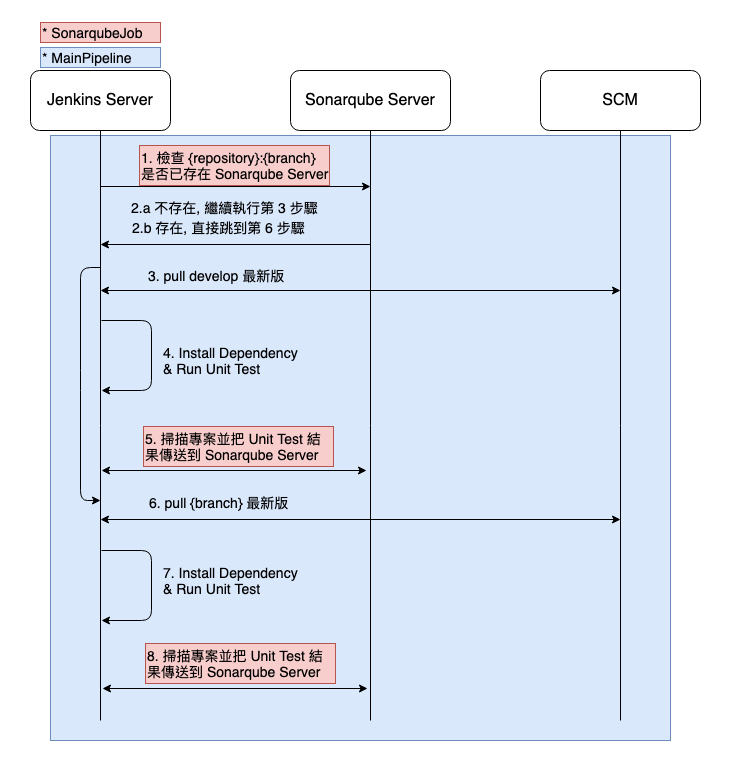 * SonarqubeJob
* MainPipeline
Jenkins Server
Sonarqube Server
SCM
1. 檢查 {repository}:{branch}
是否已存在 Sonarqube Server
2.a 不存在, 繼續執行第 3 步驟
2.b 存在, 直接跳到第 6 步驟
3. pull develop 最新版
4. Install Dependency
& Run Unit Test
5. 掃描專案並把 Unit Test 結
果傳送到 Sonarqube Server
6. pull {branch} 最新版
7. Install Dependency
& Run Unit Test
8. 掃描專案並把 Unit Test 結
果傳送到 Sonarqube Server